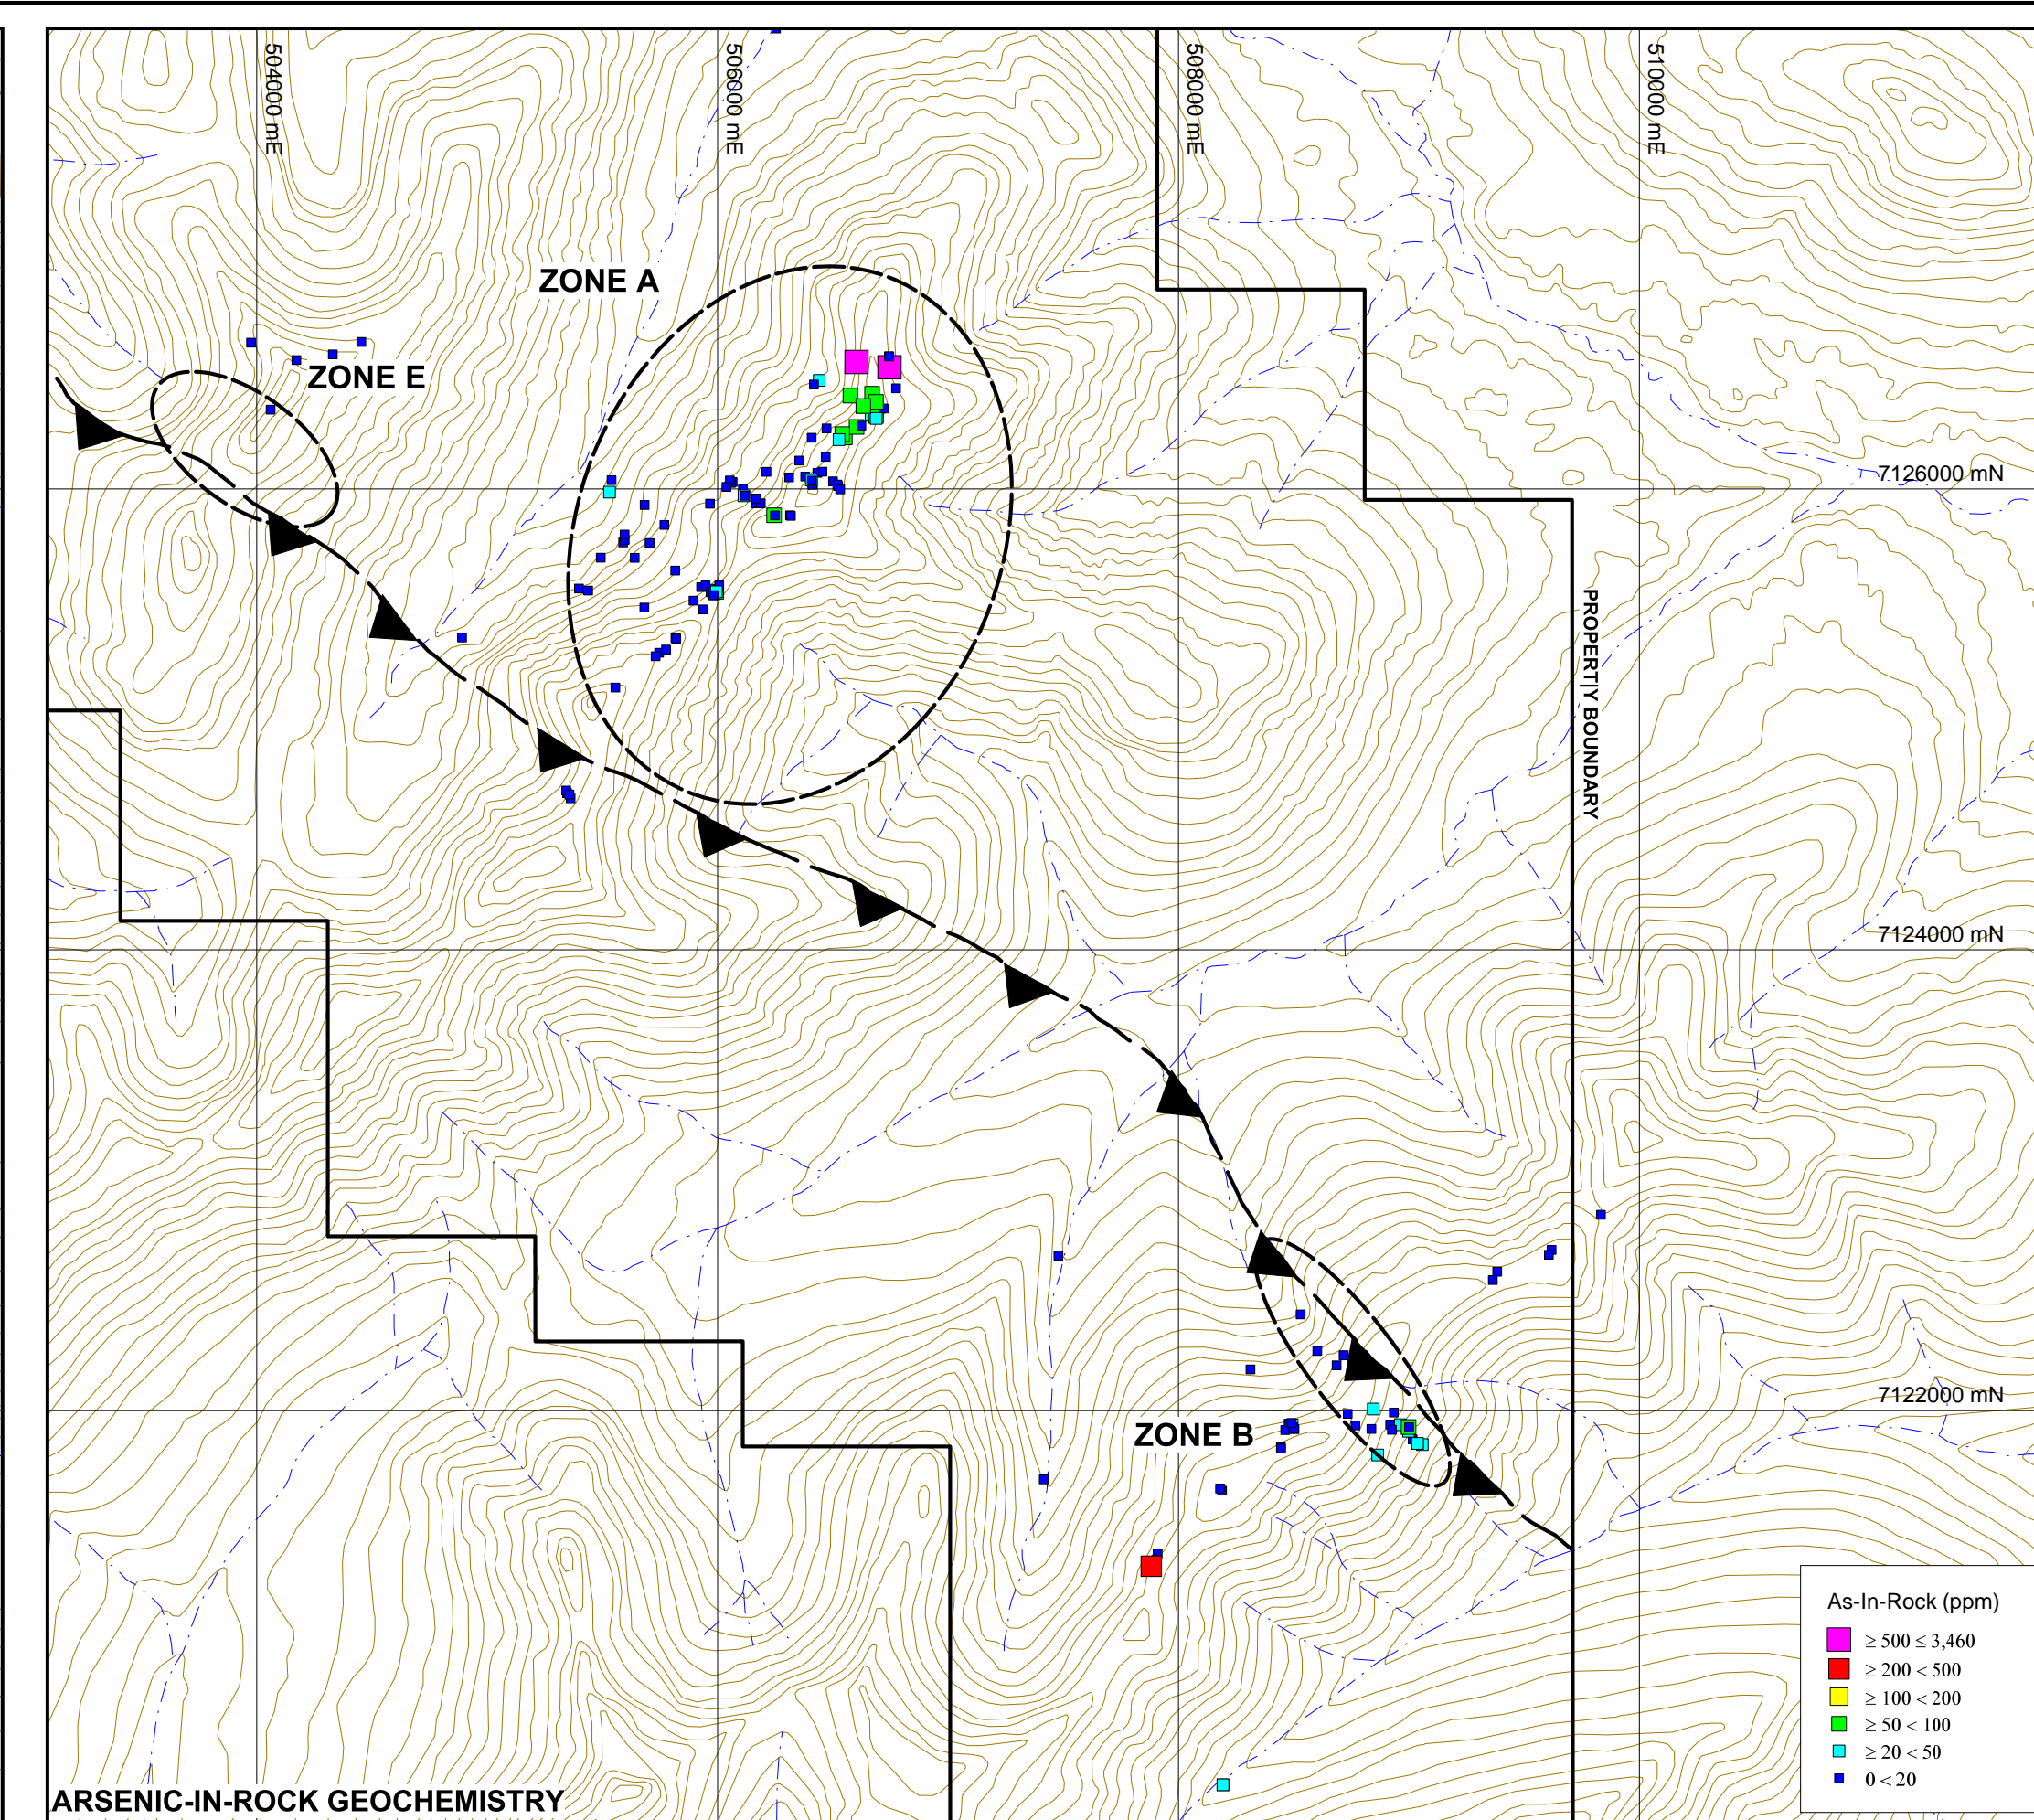 504000 mE
506000 mE
508000 mE
510000 mE
ZONE A
ZONE E
7126000 mN
PROPERTY BOUNDARY
7124000 mN
7122000 mN
ZONE B
As-In-Rock (ppm)
≥ 500 ≤ 3,460
≥ 200 < 500
≥ 100 < 200
≥ 50 < 100
≥ 20 < 50
0 < 20
ARSENIC-IN-ROCK GEOCHEMISTRY